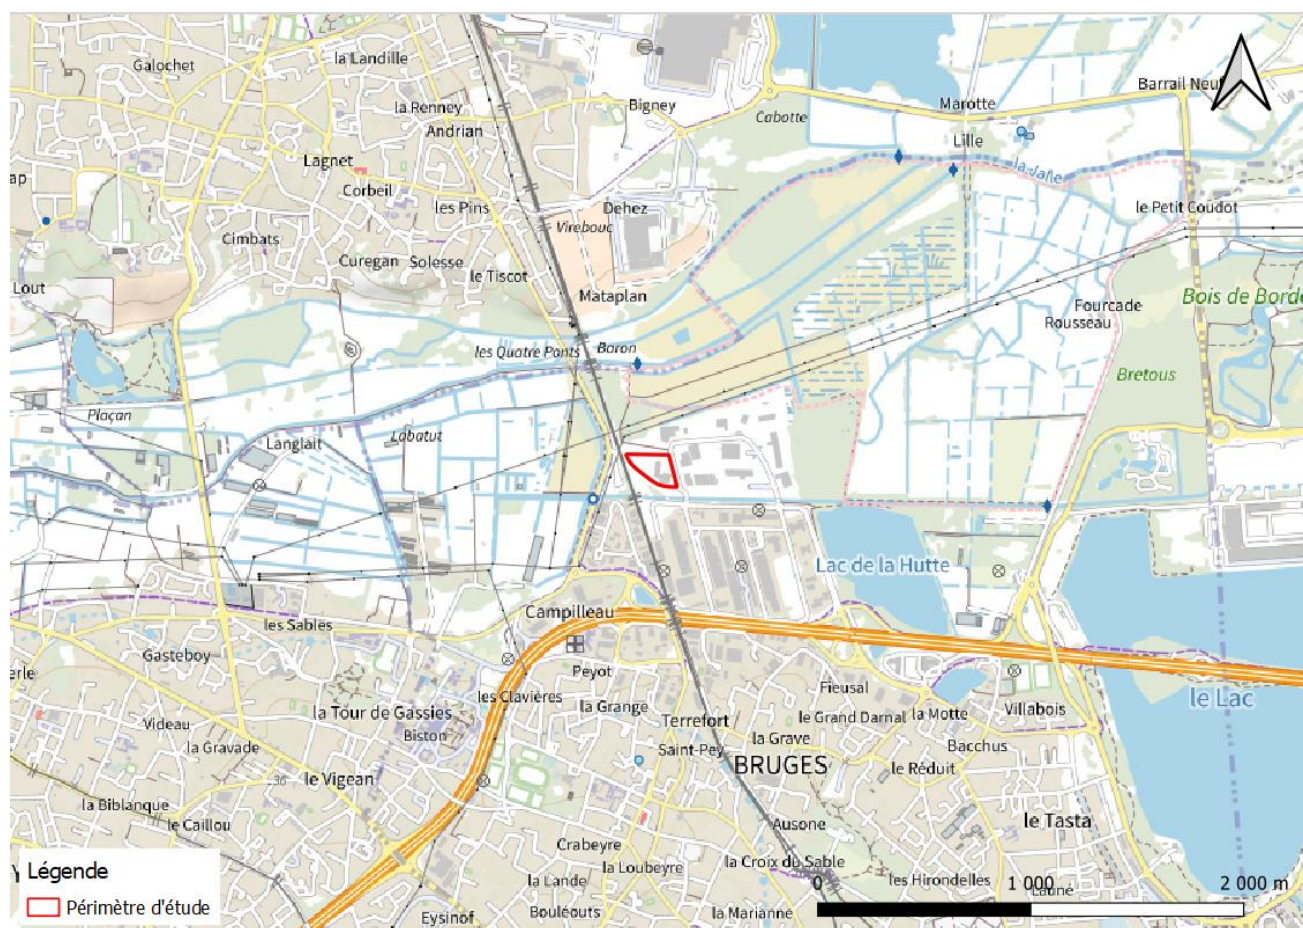 la Landille
Galochet
Barrail Neuf
la Renney
Bigney
Marotte
Cabotte
Andrian
Lille
Lagnet
la Jalle
Corbeil
les Pins
Dehez
le Petit Coudot
Virebouc
Cimbats
Curegan
Solesse
le Tiscot
Lout
Mataplan
Bois de Borde
Fourcade
Rousseau
les Quatre Ponts
Baron
Bretous
Plaçan
Langlait
Labatut
Lac de la Hutte
Campilleau
les Sables
Gasteboy
erle
Peyot
Fieusal
le Lac
les Clavières
la Grange
Villabois
la Tour de Gassies
Terrefort
le Grand Darnal
la Motte
Videau
Biston
la Grave
Bacchus
la Gravade
Saint-Pey
BRUGES
le Réduit
le Vigean
la Biblanque
le Caillou
Ausone
le Tasta
Crabeyre
la Loubeyre
la Croix du Sable
Légende
la Lande
les Hirondelles
0
1 000
2 000 m
Périmètre d'étude
Eysinof
Bouleouts
la Marianne